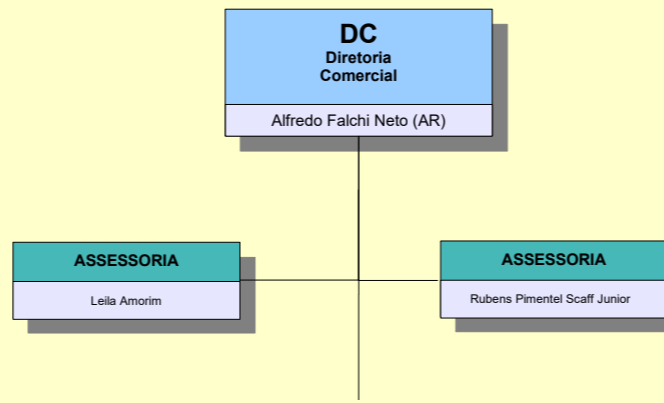 DC
Diretoria
Comercial
Alfredo Falchi Neto (AR)
ASSESSORIA
Leila Amorim
ASSESSORIA
Rubens Pimentel Scaff Junior